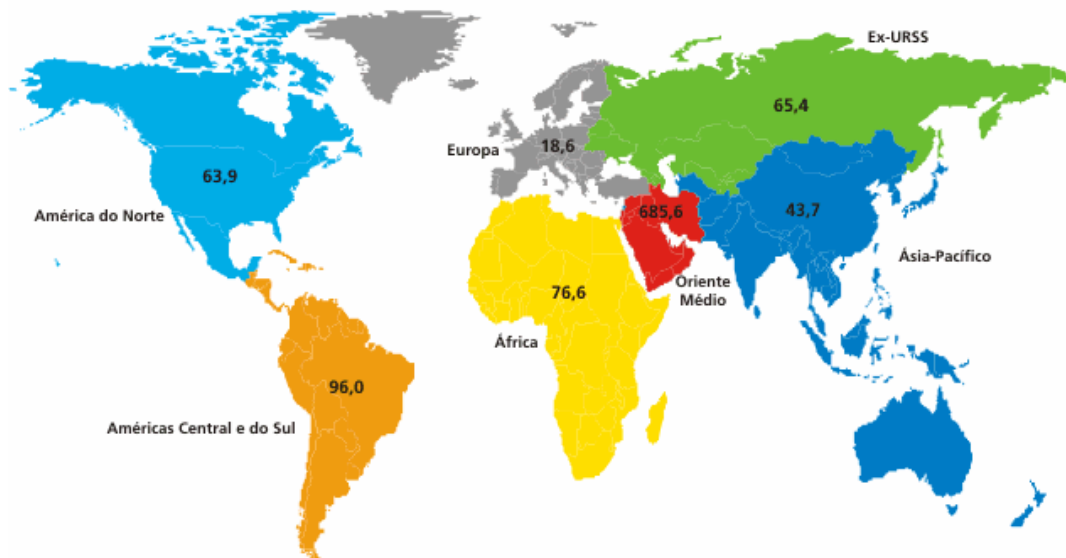 Ex-URSS
65,4
Europa
18,6
63,9
América do Norte
685,6
43,7
Ásia-Pacífico
Oriente
Médio
76,6
África
96,0
Américas Central e do Sul